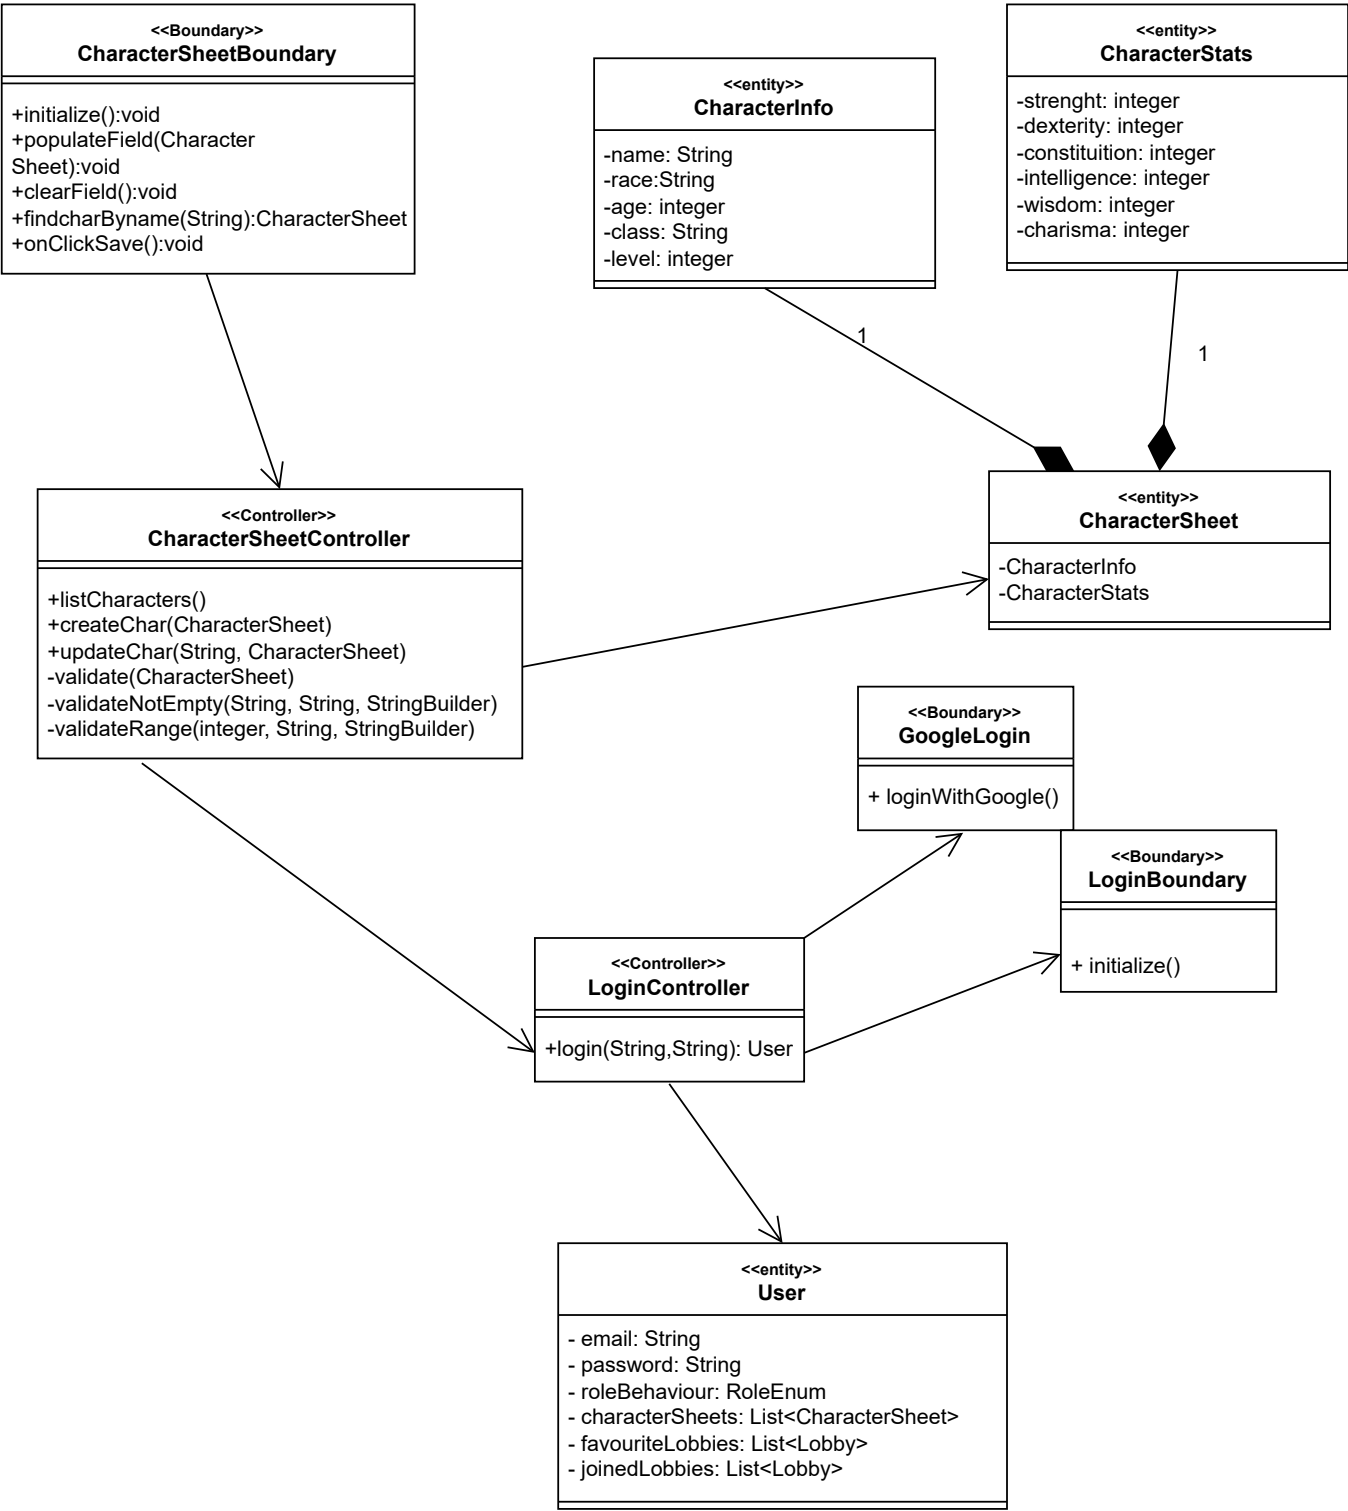 <<Boundary>>
CharacterSheetBoundary
+initialize():void
+populateField(Character
Sheet):void
+clearField():void
+findcharByname(String):CharacterSheet
+onClickSave():void
<<entity>>
CharacterInfo
-name: String
-race:String
-age: integer
-class: String
-level: integer
<<entity>>
CharacterStats
-strenght: integer
-dexterity: integer
-constituition: integer
-intelligence: integer
-wisdom: integer
-charisma: integer
1
1
<<Controller>>
CharacterSheetController
+listCharacters()
+createChar(CharacterSheet)
+updateChar(String, CharacterSheet)
-validate(CharacterSheet)
-validateNotEmpty(String, String, StringBuilder)
-validateRange(integer, String, StringBuilder)
<<entity>>
CharacterSheet
-CharacterInfo
-CharacterStats
<<Boundary>>
GoogleLogin
+ loginWithGoogle()
<<Boundary>>
LoginBoundary
+ initialize()
<<Controller>>
LoginController
+login(String,String): User
<<entity>>
User
- email: String
- password: String
- roleBehaviour: RoleEnum
- characterSheets: List<CharacterSheet>
- favouriteLobbies: List<Lobby>
- joinedLobbies: List<Lobby>